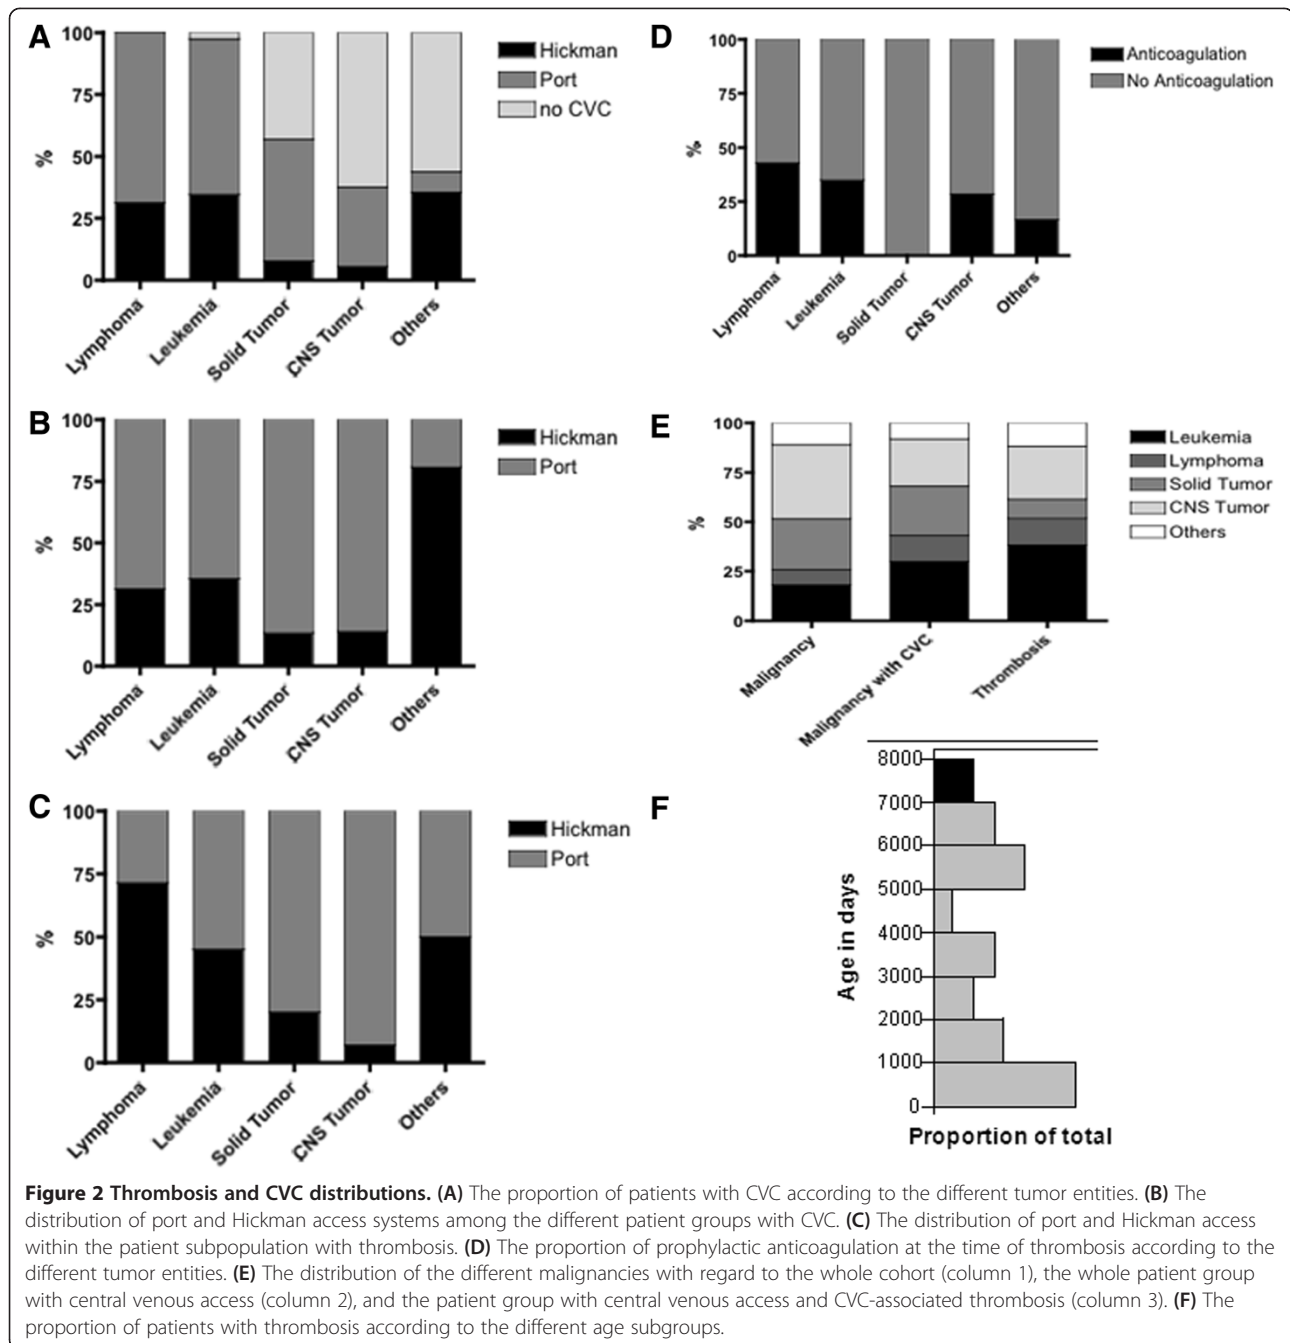 A
100
75
50
25
0
%
Hickman
Port
no CVC
Lymphoma
Leukemia
Solid Tumor
CNS Tumor
Others
D
100
75
50
25
0
%
Anticoagulation
No Anticoagulation
Lymphoma
Leukemia
Solid Tumor
CNS Tumor
Others
B
100
75
50
25
0
%
Hickman
Port
Lymphoma
Leukemia
Solid Tumor
CNS Tumor
Others
E
100
75
50
25
0
%
Leukemia
Lymphoma
Solid Tumor
CNS Tumor
Others
Malignancy
Malignancy with CVC
Thrombosis
C
100
75
50
25
0
%
Hickman
Port
Lymphoma
Leukemia
Solid Tumor
CNS Tumor
Others
F
8000
7000
6000
5000
4000
3000
2000
1000
0
Age in days
Proportion of total
Figure 2 Thrombosis and CVC distributions. (A) The proportion of patients with CVC according to the different tumor entities. (B) The
distribution of port and Hickman access systems among the different patient groups with CVC. (C) The distribution of port and Hickman access
within the patient subpopulation with thrombosis. (D) The proportion of prophylactic anticoagulation at the time of thrombosis according to the
different tumor entities. (E) The distribution of the different malignancies with regard to the whole cohort (column 1), the whole patient group
with central venous access (column 2), and the patient group with central venous access and CVC-associated thrombosis (column 3). (F) The
proportion of patients with thrombosis according to the different age subgroups.